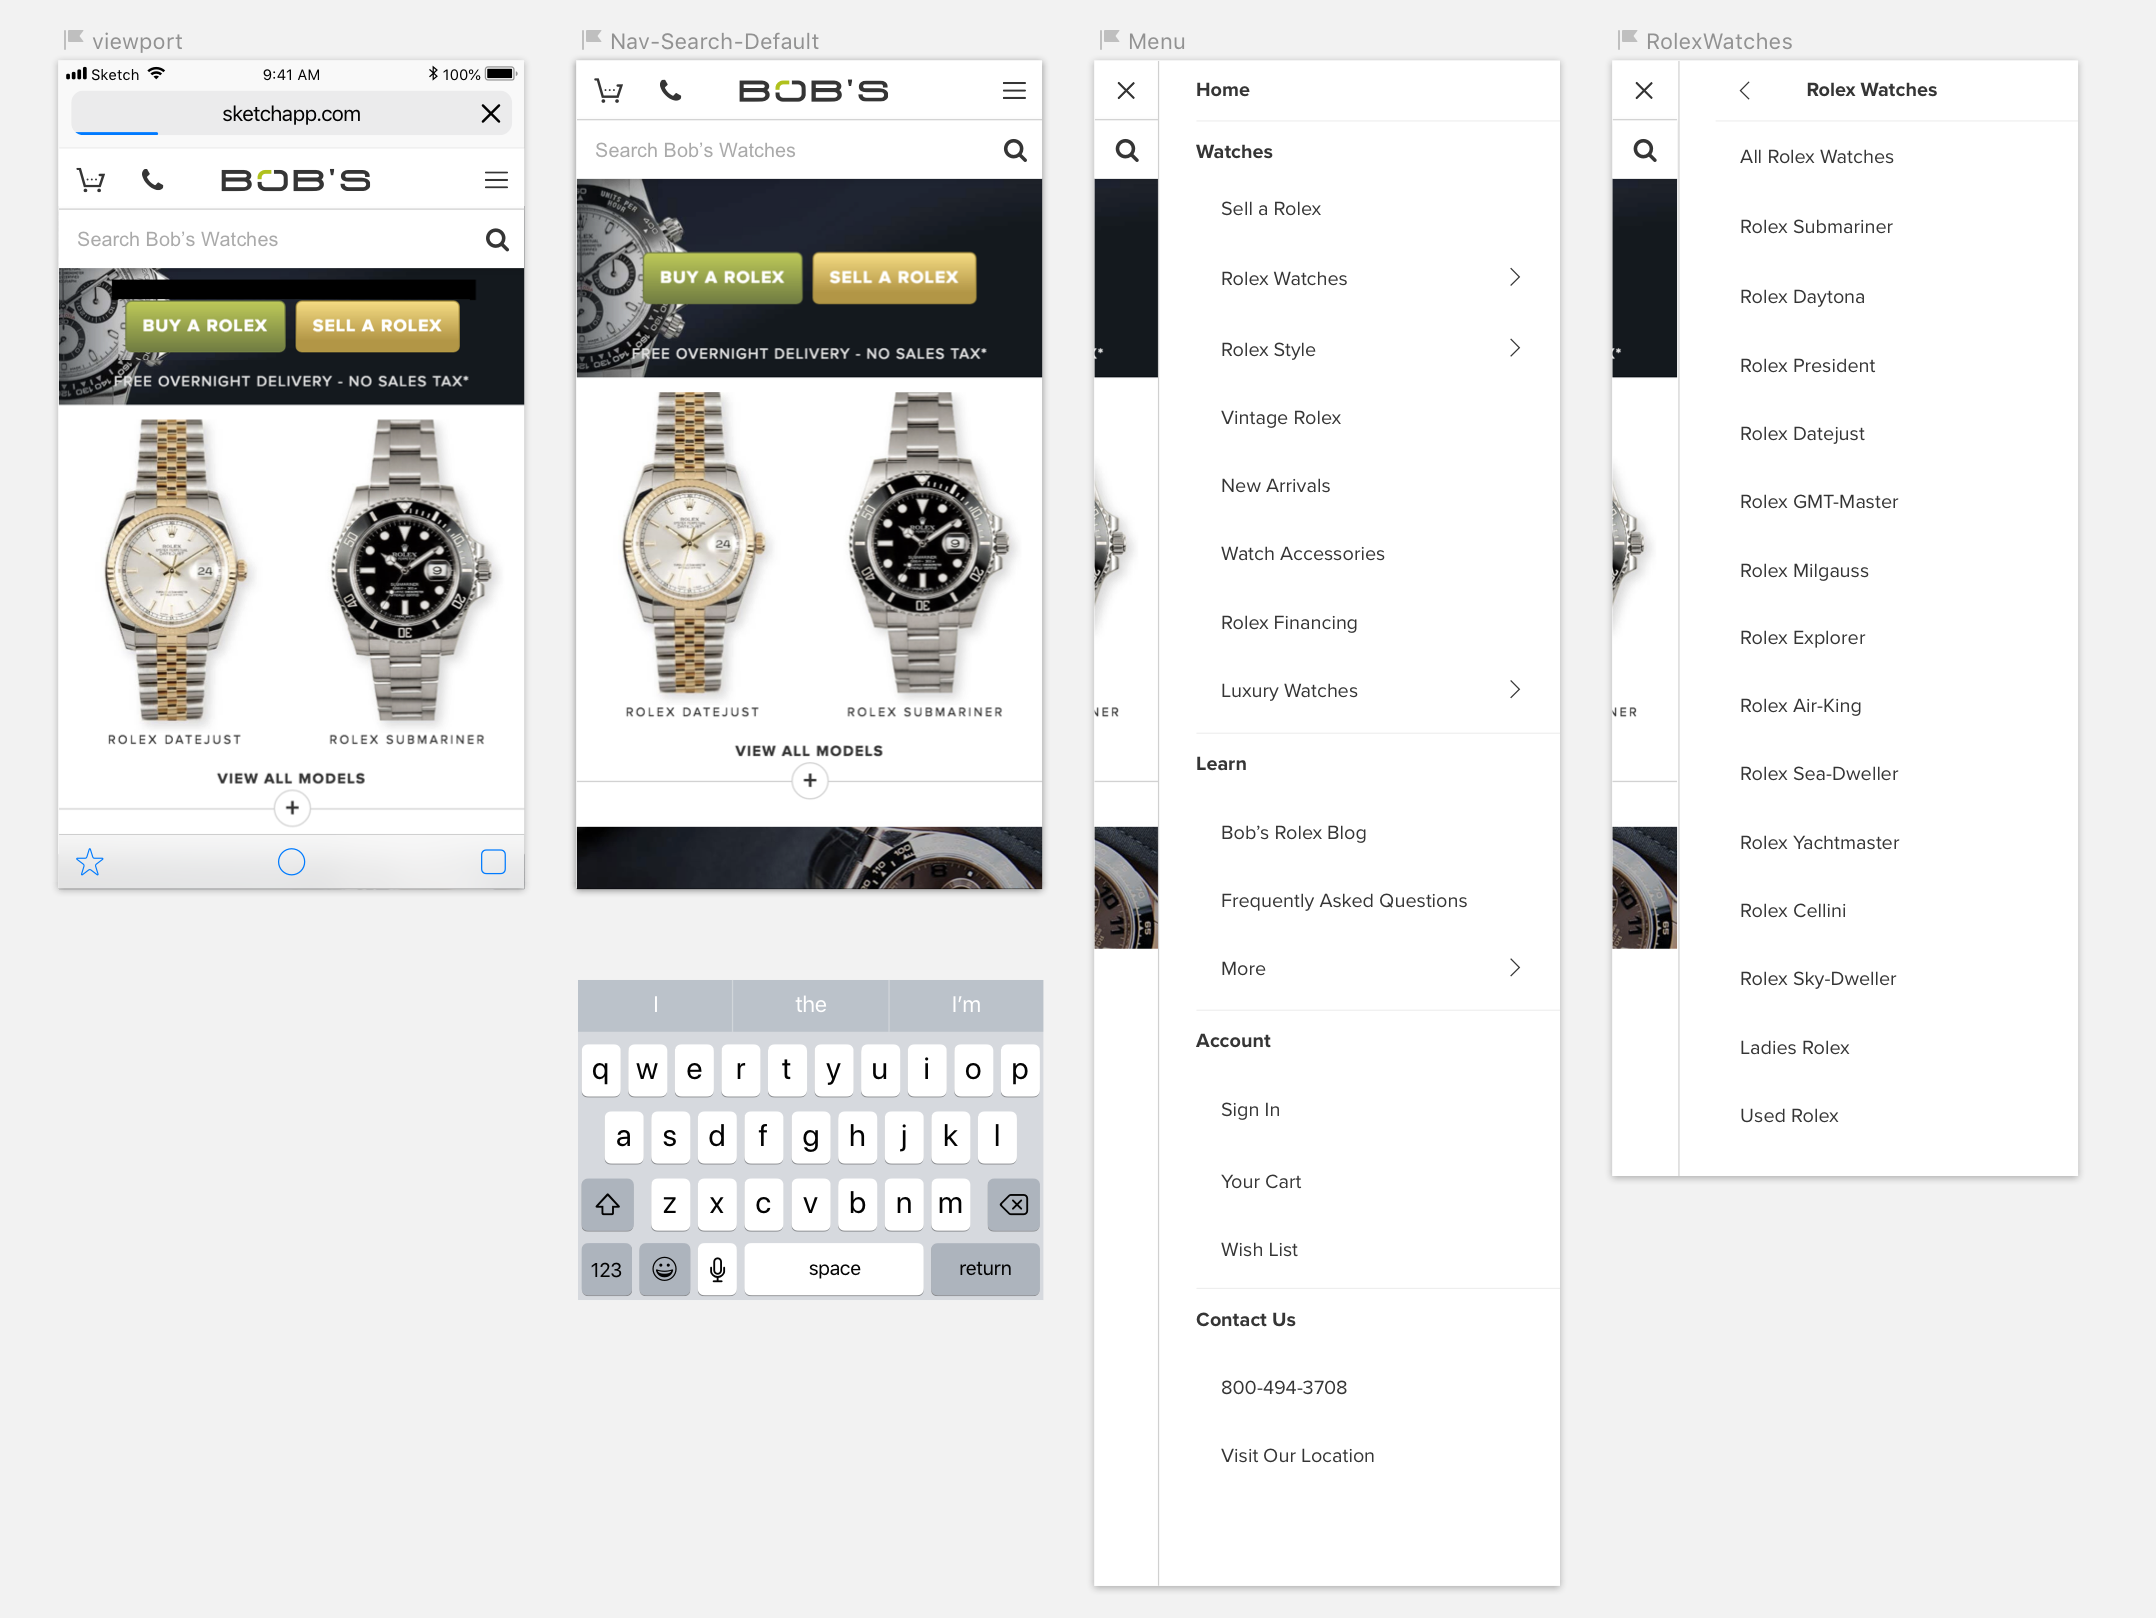 viewport
Sketch
9:41 AM
100%
sketchapp.com
BOB'S
Search Bob's Watches
BUY A ROLEX
SELL A ROLEX
FREE OVERNIGHT DELIVERY - NO SALES TAX*
ROLEX DATEJUST
ROLEX SUBMARINER
VIEW ALL MODELS
+
Nav-Search-Default
BOB'S
Search Bob's Watches
BUY A ROLEX
SELL A ROLEX
FREE OVERNIGHT DELIVERY - NO SALES TAX*
ROLEX DATEJUST
ROLEX SUBMARINER
VIEW ALL MODELS
+
I the I'm
q w e r t y u i o p
a s d f g h j k l
z x c v b n m
123 space return
Menu
Home
Watches
Sell a Rolex
Rolex Watches
Rolex Style
Vintage Rolex
New Arrivals
Watch Accessories
Rolex Financing
Luxury Watches
Learn
Bob's Rolex Blog
Frequently Asked Questions
More
Account
Sign In
Your Cart
Wish List
Contact Us
800-494-3708
Visit Our Location
RolexWatches
Rolex Watches
All Rolex Watches
Rolex Submariner
Rolex Daytona
Rolex President
Rolex Datejust
Rolex GMT-Master
Rolex Milgauss
Rolex Explorer
Rolex Air-King
Rolex Sea-Dweller
Rolex Yachtmaster
Rolex Cellini
Rolex Sky-Dweller
Ladies Rolex
Used Rolex